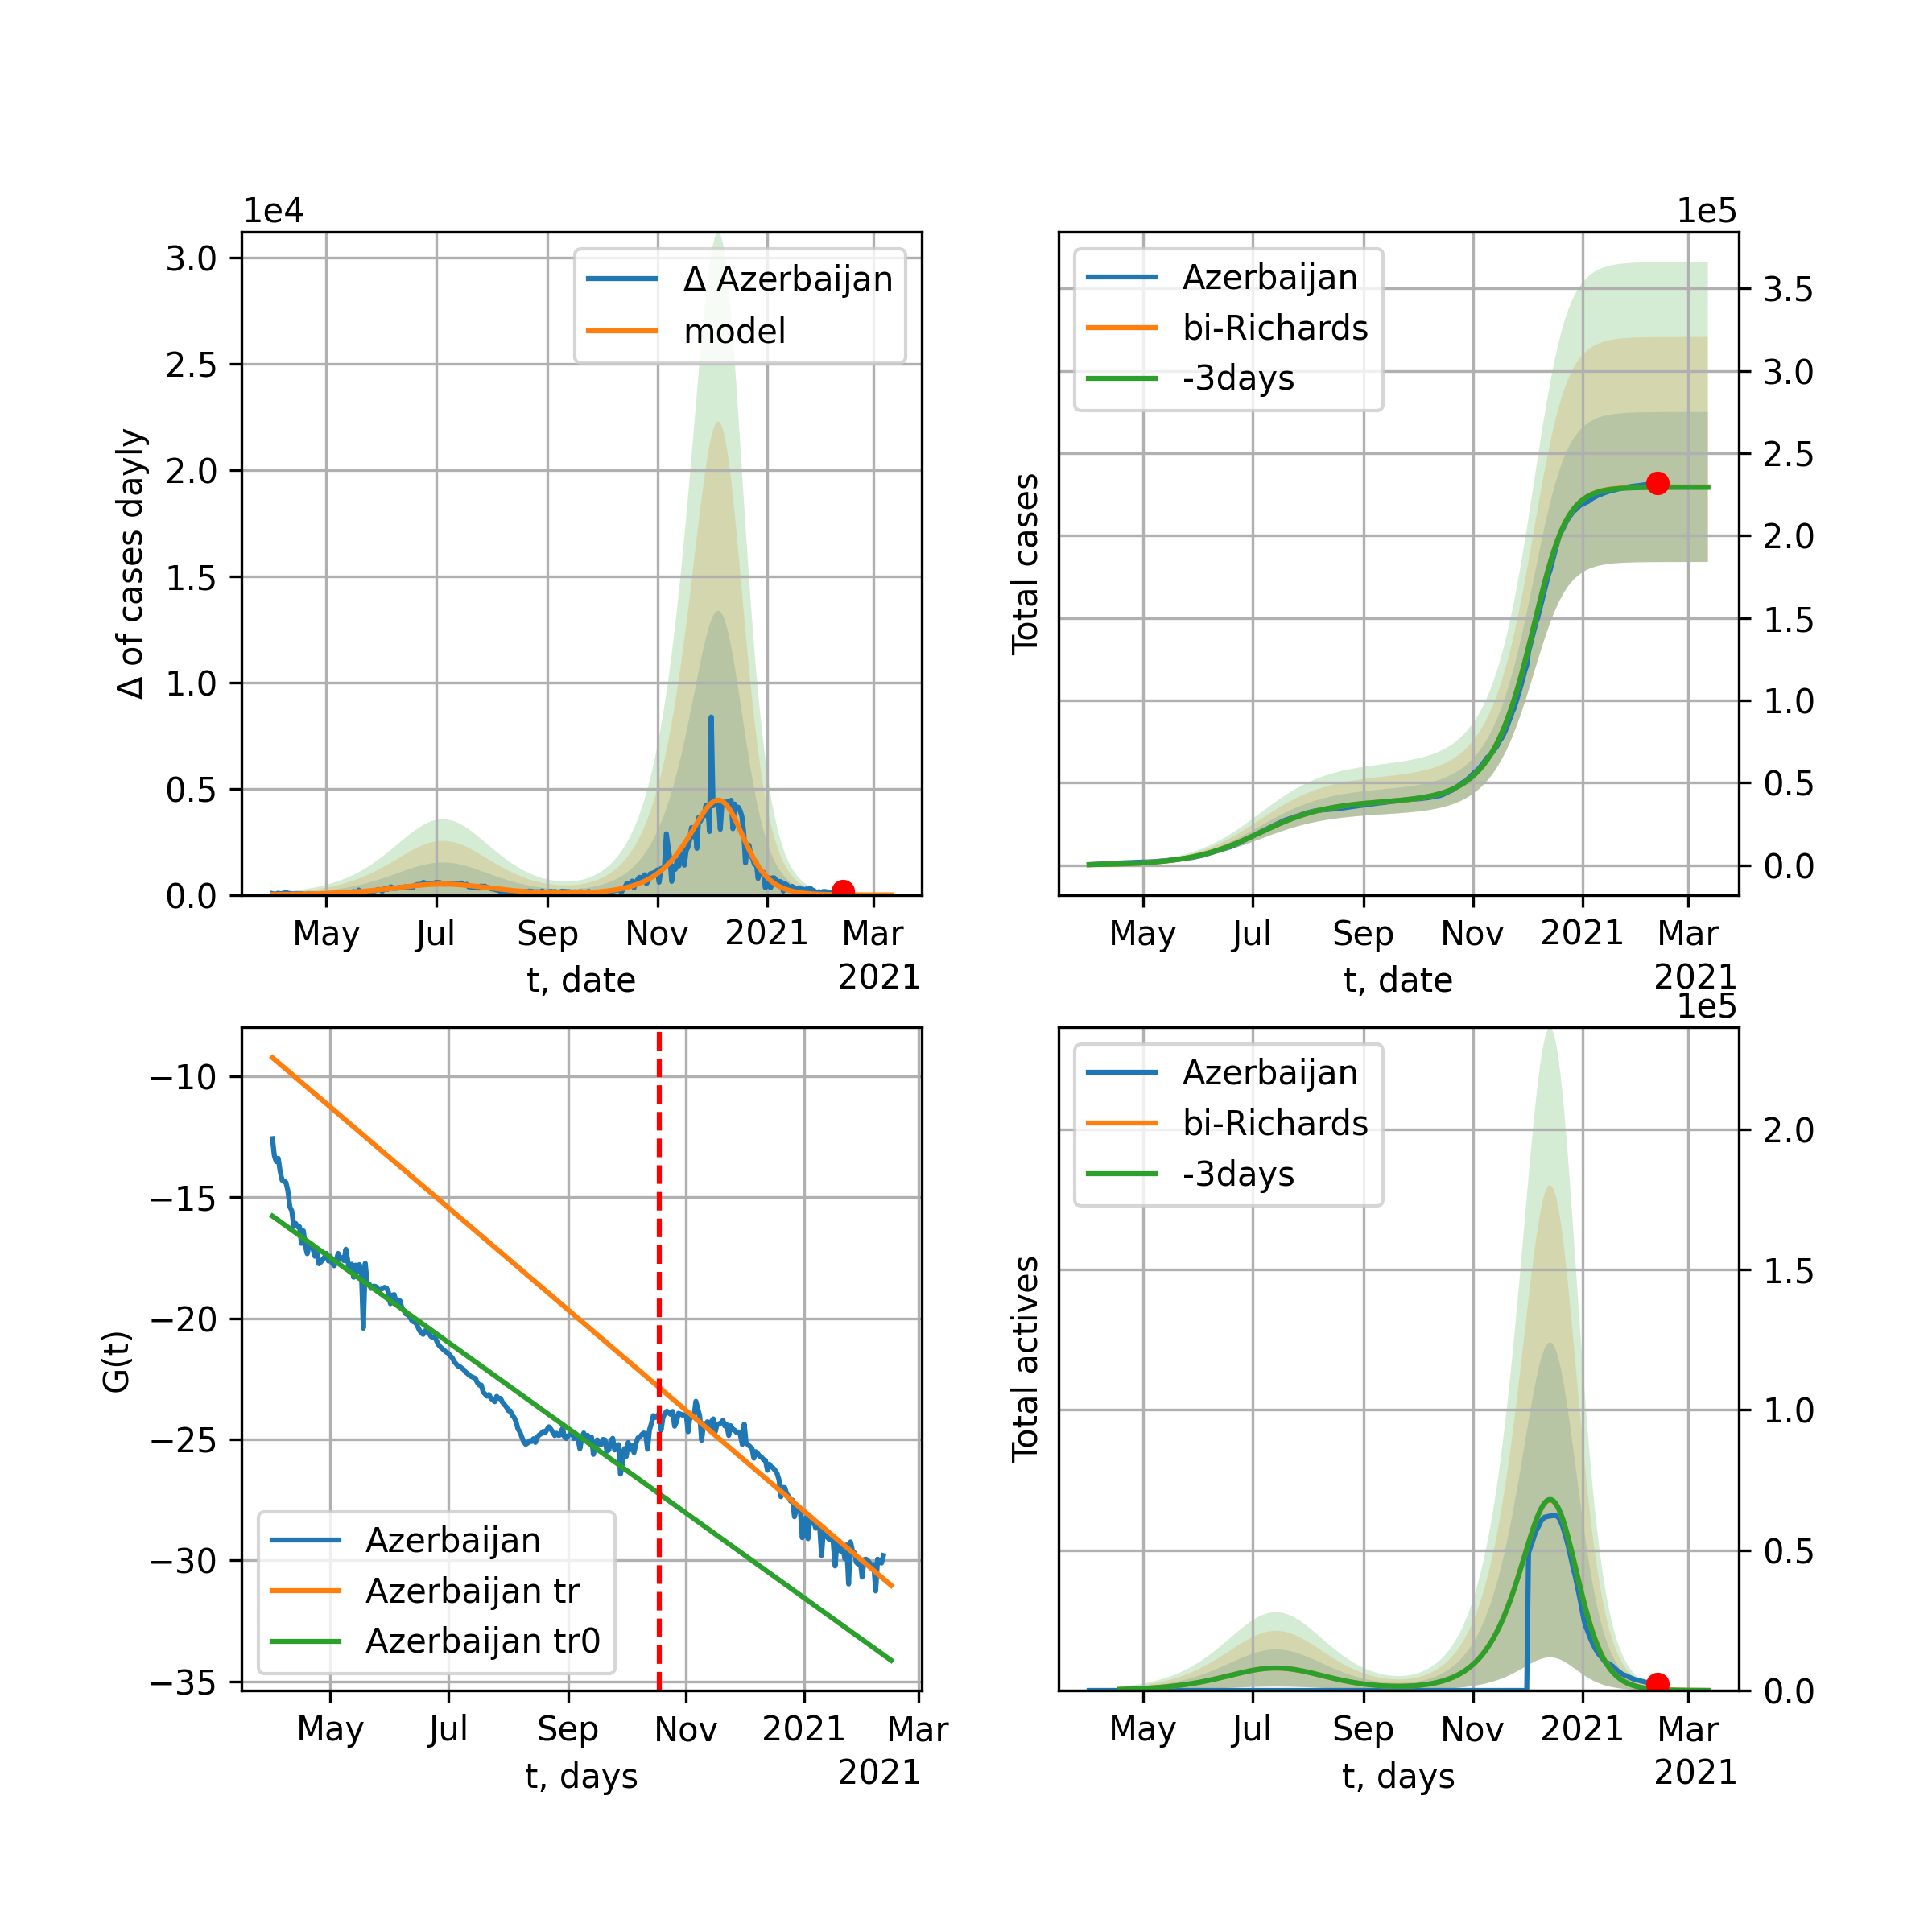 1e4
3.0
2.5
2.0
1.5
1.0
0.5
0.0
Δ of cases dayly
Δ Azerbaijan
model
May Jul Sep Nov 2021 Mar
t, date
2021
1e5
Azerbaijan
bi-Richards
-3days
3.5
3.0
2.5
2.0
1.5
1.0
0.5
0.0
Total cases
May Jul Sep Nov 2021 Mar
t, date
2021
−10
−15
−20
−25
−30
−35
G(t)
Azerbaijan
Azerbaijan tr
Azerbaijan tr0
May Jul Sep Nov 2021 Mar
t, days
2021
1e5
Azerbaijan
bi-Richards
-3days
2.0
1.5
1.0
0.5
0.0
Total actives
May Jul Sep Nov 2021 Mar
t, days
2021